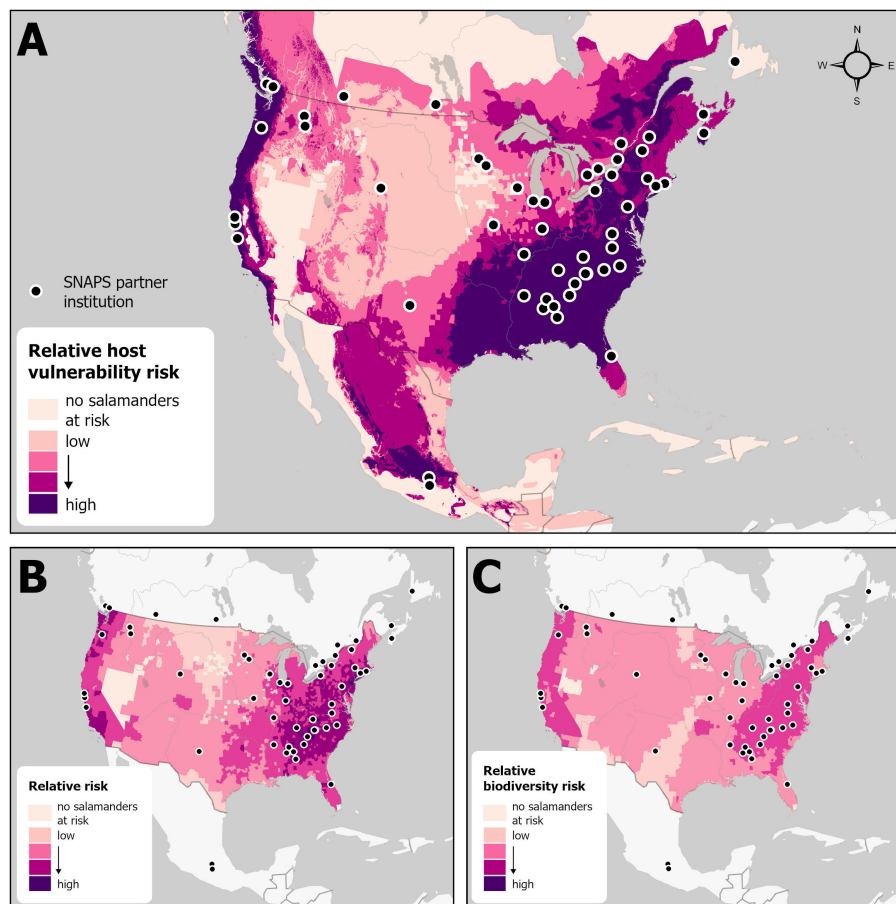 A
N
W
E
S
SNAPS partner
institution
Relative host
vulnerability risk
no salamanders
at risk
low
high
B
Relative risk
no salamanders
at risk
low
high
C
Relative
biodiversity risk
no salamanders
at risk
low
high